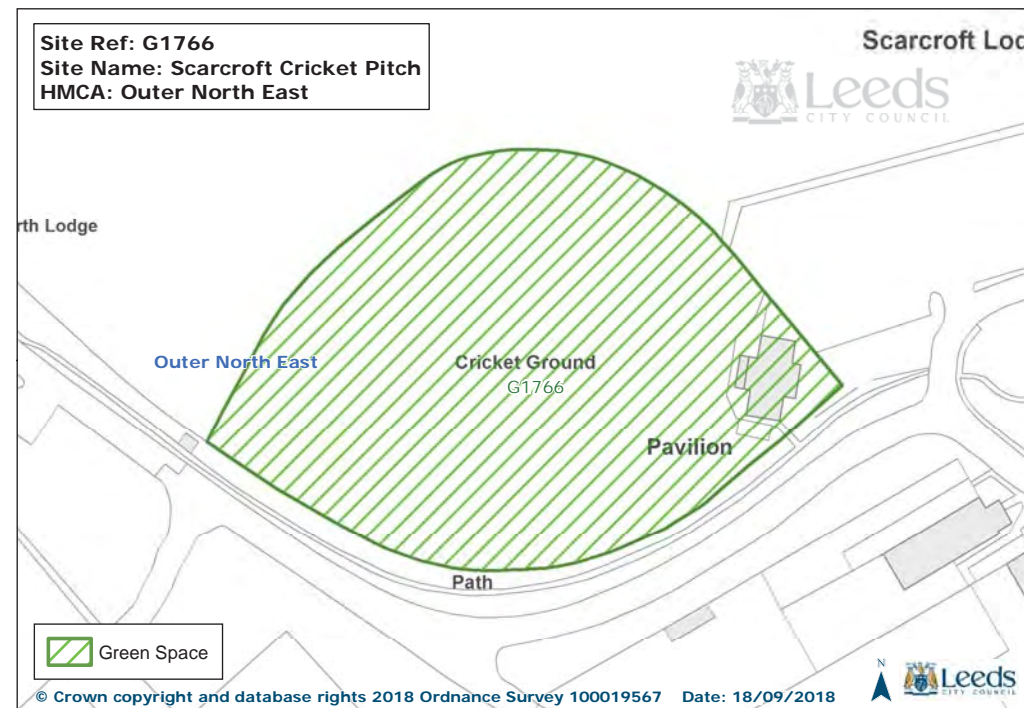 Site Ref: G1766
Site Name: Scarcroft Cricket Pitch
HMCA: Outer North East
Scarcroft Loc
Leeds
CITY COUNCIL
rth Lodge
Outer North East
Cricket Ground
G1766
Pavilion
Path
Green Space
© Crown copyright and database rights 2018 Ordnance Survey 100019567 Date: 18/09/2018
N
Leeds
CITY COUNCIL